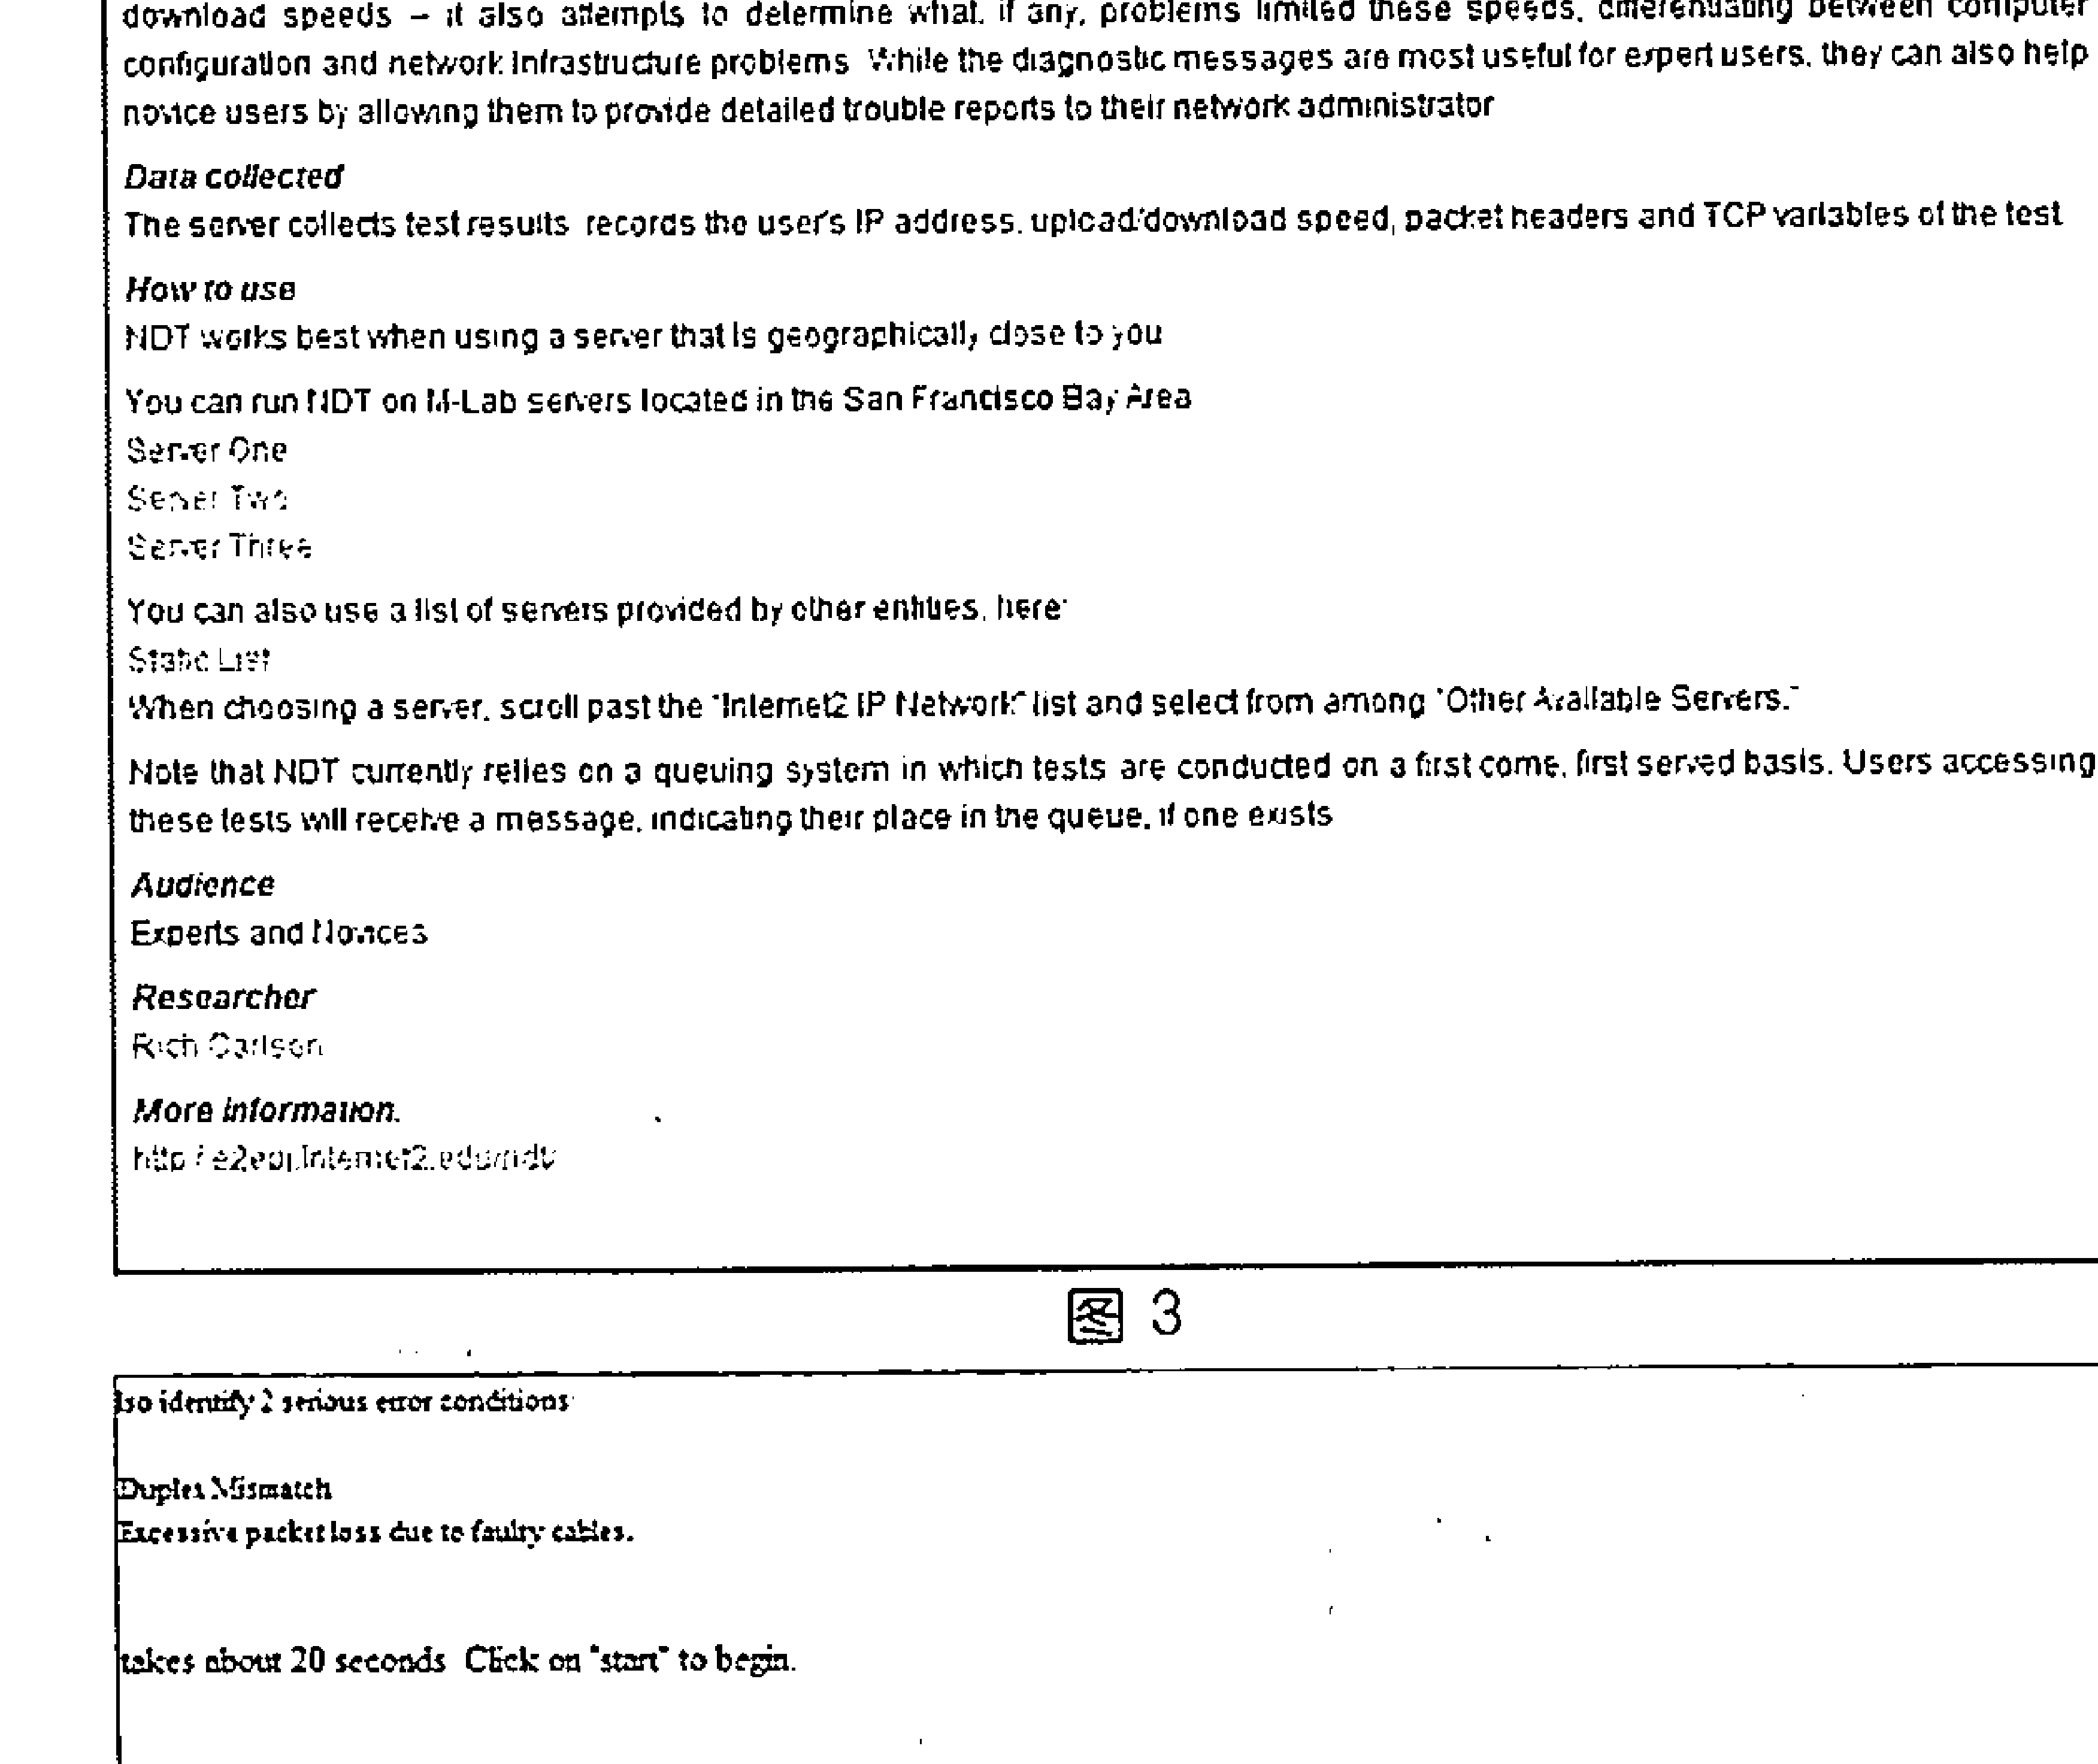 download speeds – it also attempts to determine what, if any, problems limited these speeds, differentiating between computer
configuration and network infrastructure problems While the diagnostic messages are most useful for expert users, they can also help
novice users by allowing them to provide detailed trouble reports to their network administrator
Data collected
The server collects test results records the user's IP address, upload/download speed, packet headers and TCP variables of the test
How to use
NDT works best when using a server that is geographically close to you
You can run NDT on M-Lab servers located in the San Francisco Bay Area
Server One
Server Two
Server Three
You can also use a list of servers provided by other entities, here:
Static List
When choosing a server, scroll past the "Internet2 IP Network" list and select from among "Other Available Servers."
Note that NDT currently relies on a queuing system in which tests are conducted on a first come, first served basis. Users accessing
these tests will receive a message, indicating their place in the queue, if one exists
Audience
Experts and Novices
Researcher
Rich Carlson
More information.
图 3
lso identify 2 serious error conditions:
Duplex Mismatch
Excessive packet loss due to faulty cables.
takes about 20 seconds Click on "start" to begin.